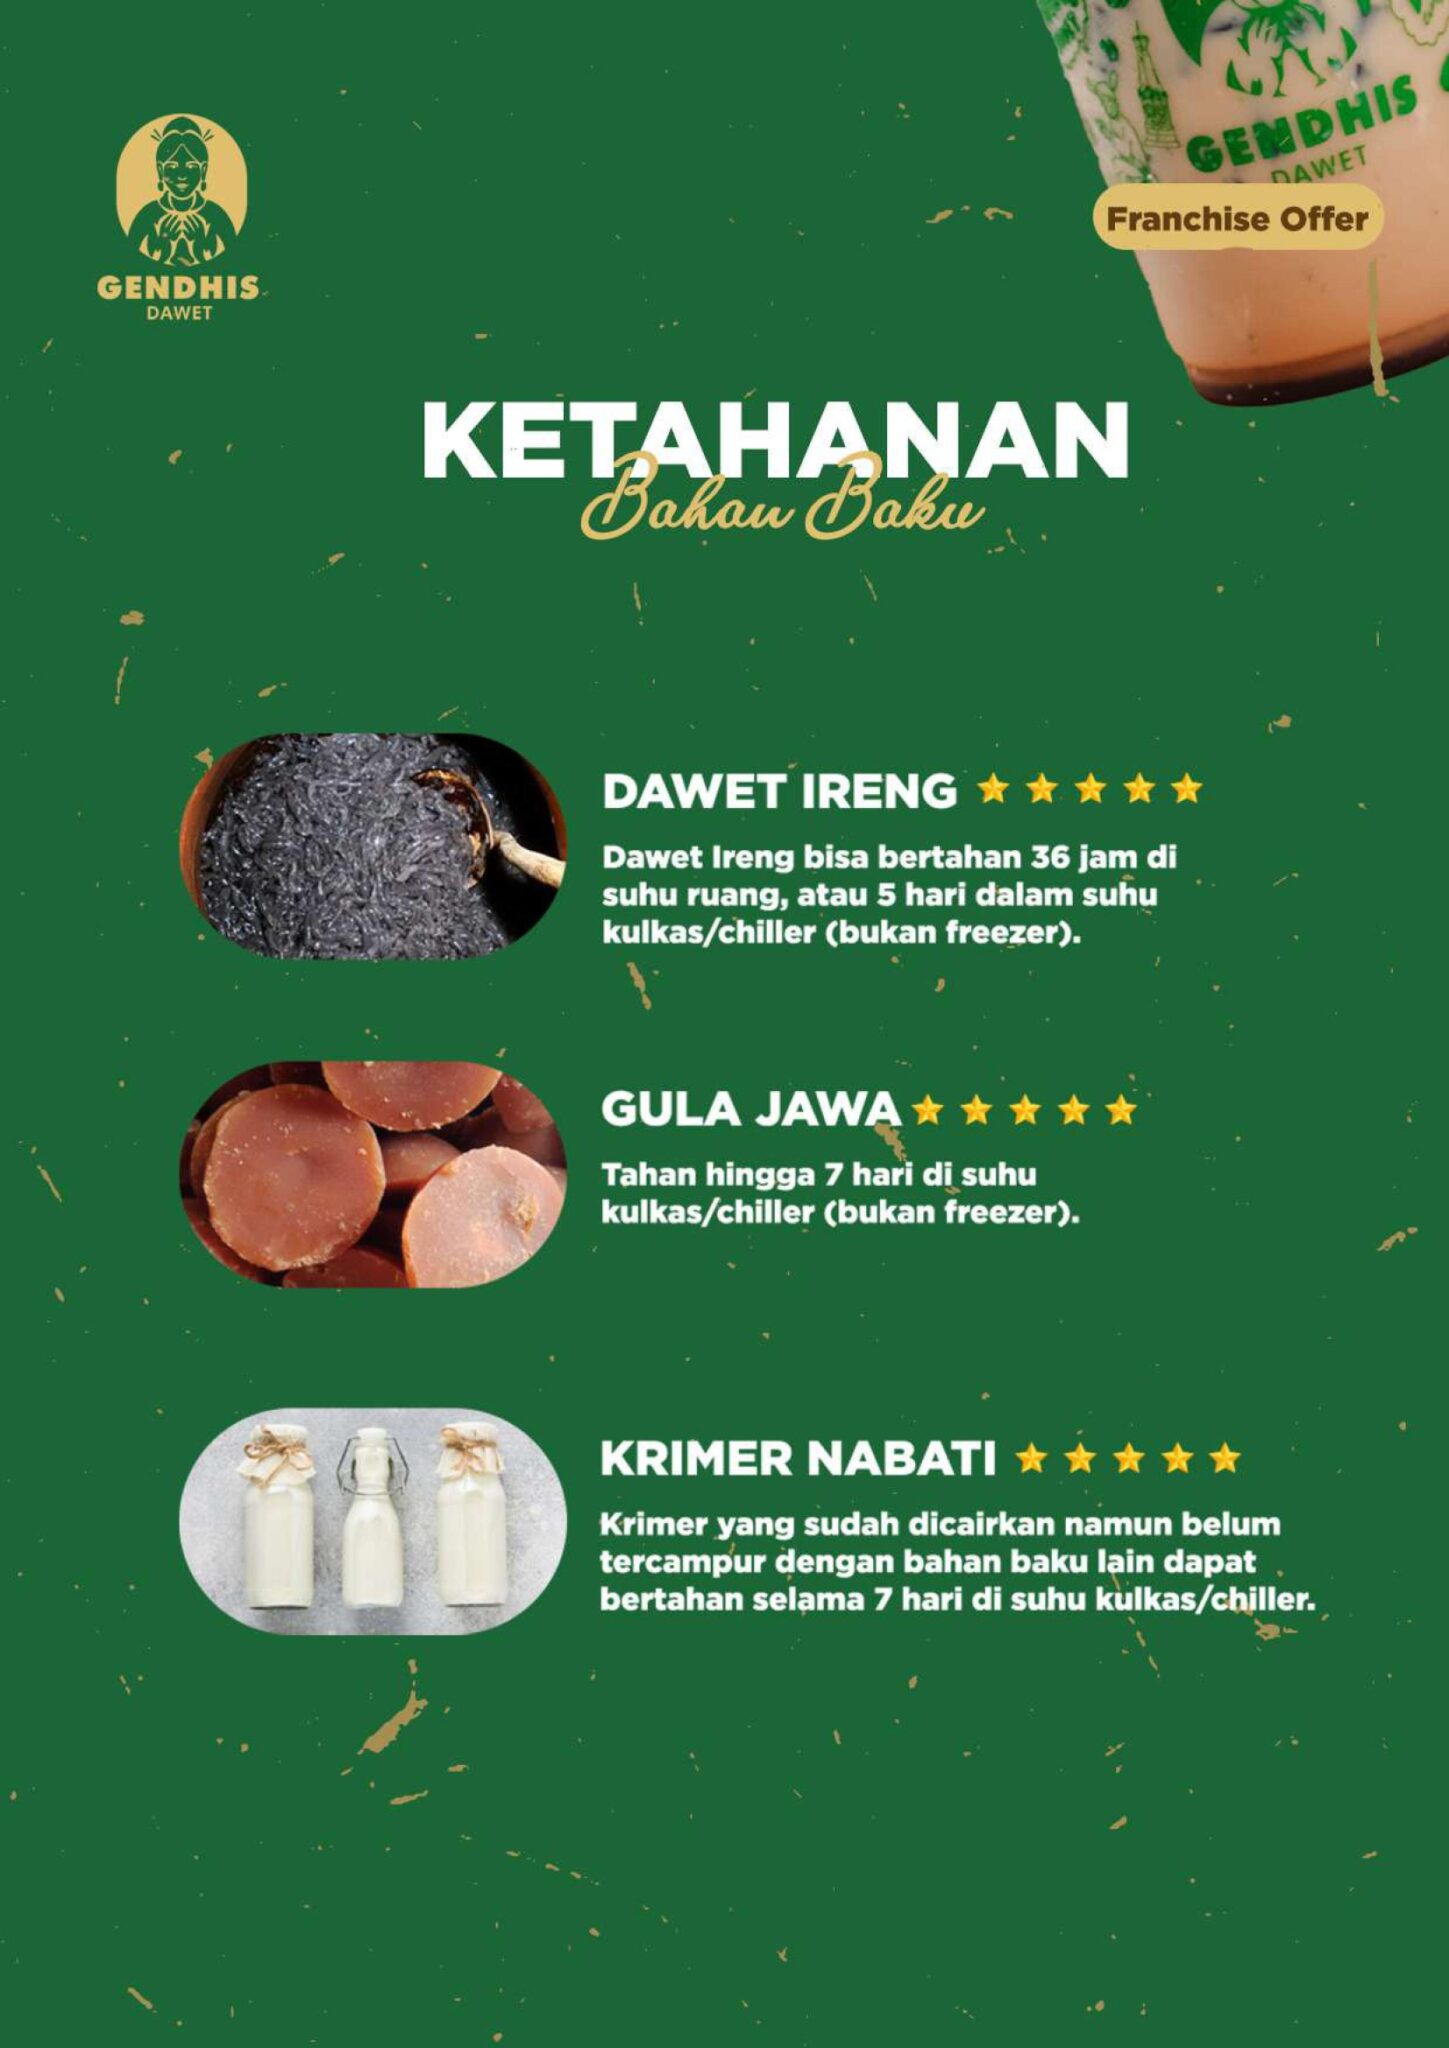 GENDHIS
DAWET
GENDHIS
DAWET
Franchise Offer
KETAHANAN
Bahan Baku
DAWET IRENG
Dawet Ireng bisa bertahan 36 jam di
suhu ruang, atau 5 hari dalam suhu
kulkas/chiller (bukan freezer).
GULA JAWA
Tahan hingga 7 hari di suhu
kulkas/chiller (bukan freezer).
KRIMER NABATI
Krimer yang sudah dicairkan namun belum
tercampur dengan bahan baku lain dapat
bertahan selama 7 hari di suhu kulkas/chiller.